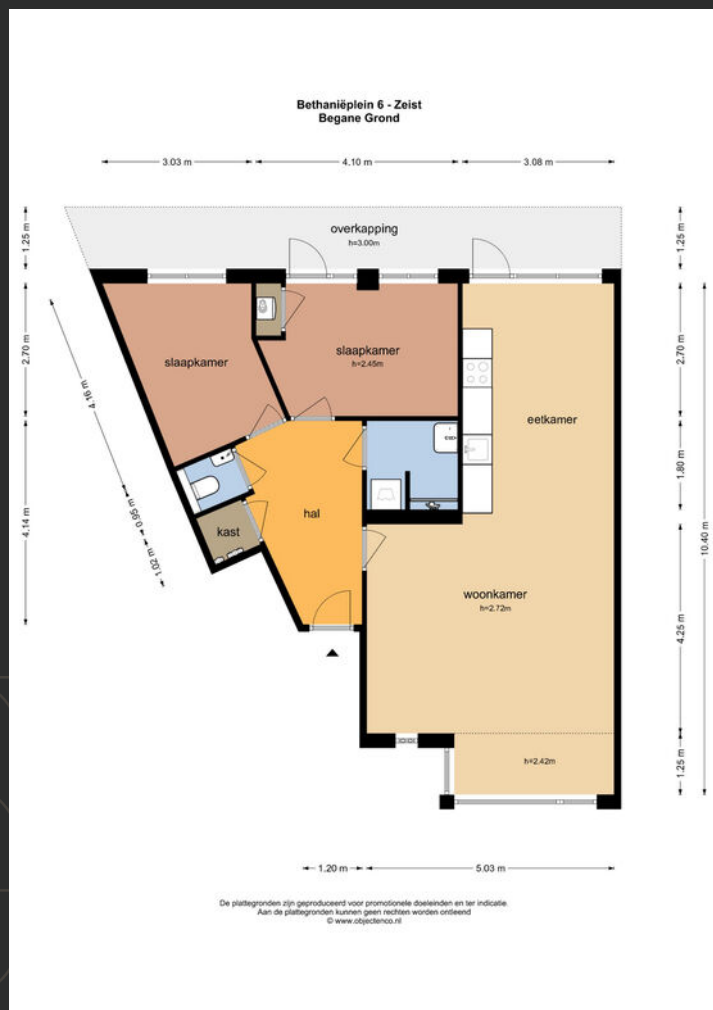 Bethaniëplein 6 - Zeist
Begane Grond
3.03 m
4.10 m
3.08 m
1.25 m
overkapping
h=3.00m
1.25 m
2.70 m
4.16 m
slaapkamer
slaapkamer
h=2.45m
eetkamer
2.70 m
4.14 m
0.95 m
1.02 m
kast
hal
1.80 m
10.40 m
woonkamer
h=2.72m
4.25 m
h=2.42m
1.25 m
1.20 m
5.03 m
De plattegronden zijn geproduceerd voor promotionele doeleinden en ter indicatie.
Aan de plattegronden kunnen geen rechten worden ontleend
© www.objectenco.nl